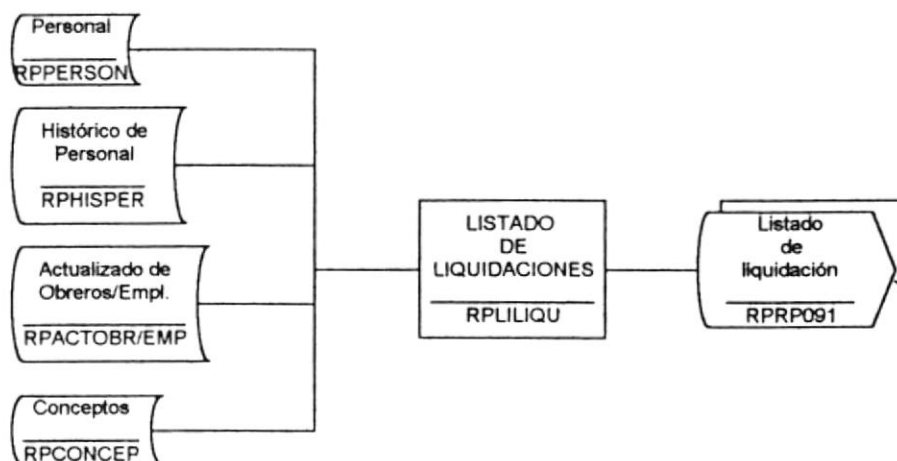 Personal
RPPERSON
Histórico de
Personal
RPHISPER
Actualizado de
Obreros/Empl.
RPACTOBR/EMP
Conceptos
RPCONCEP
LISTADO
DE
LIQUIDACIONES
RPLILIQU
Listado
de
liquidación
RPRP091